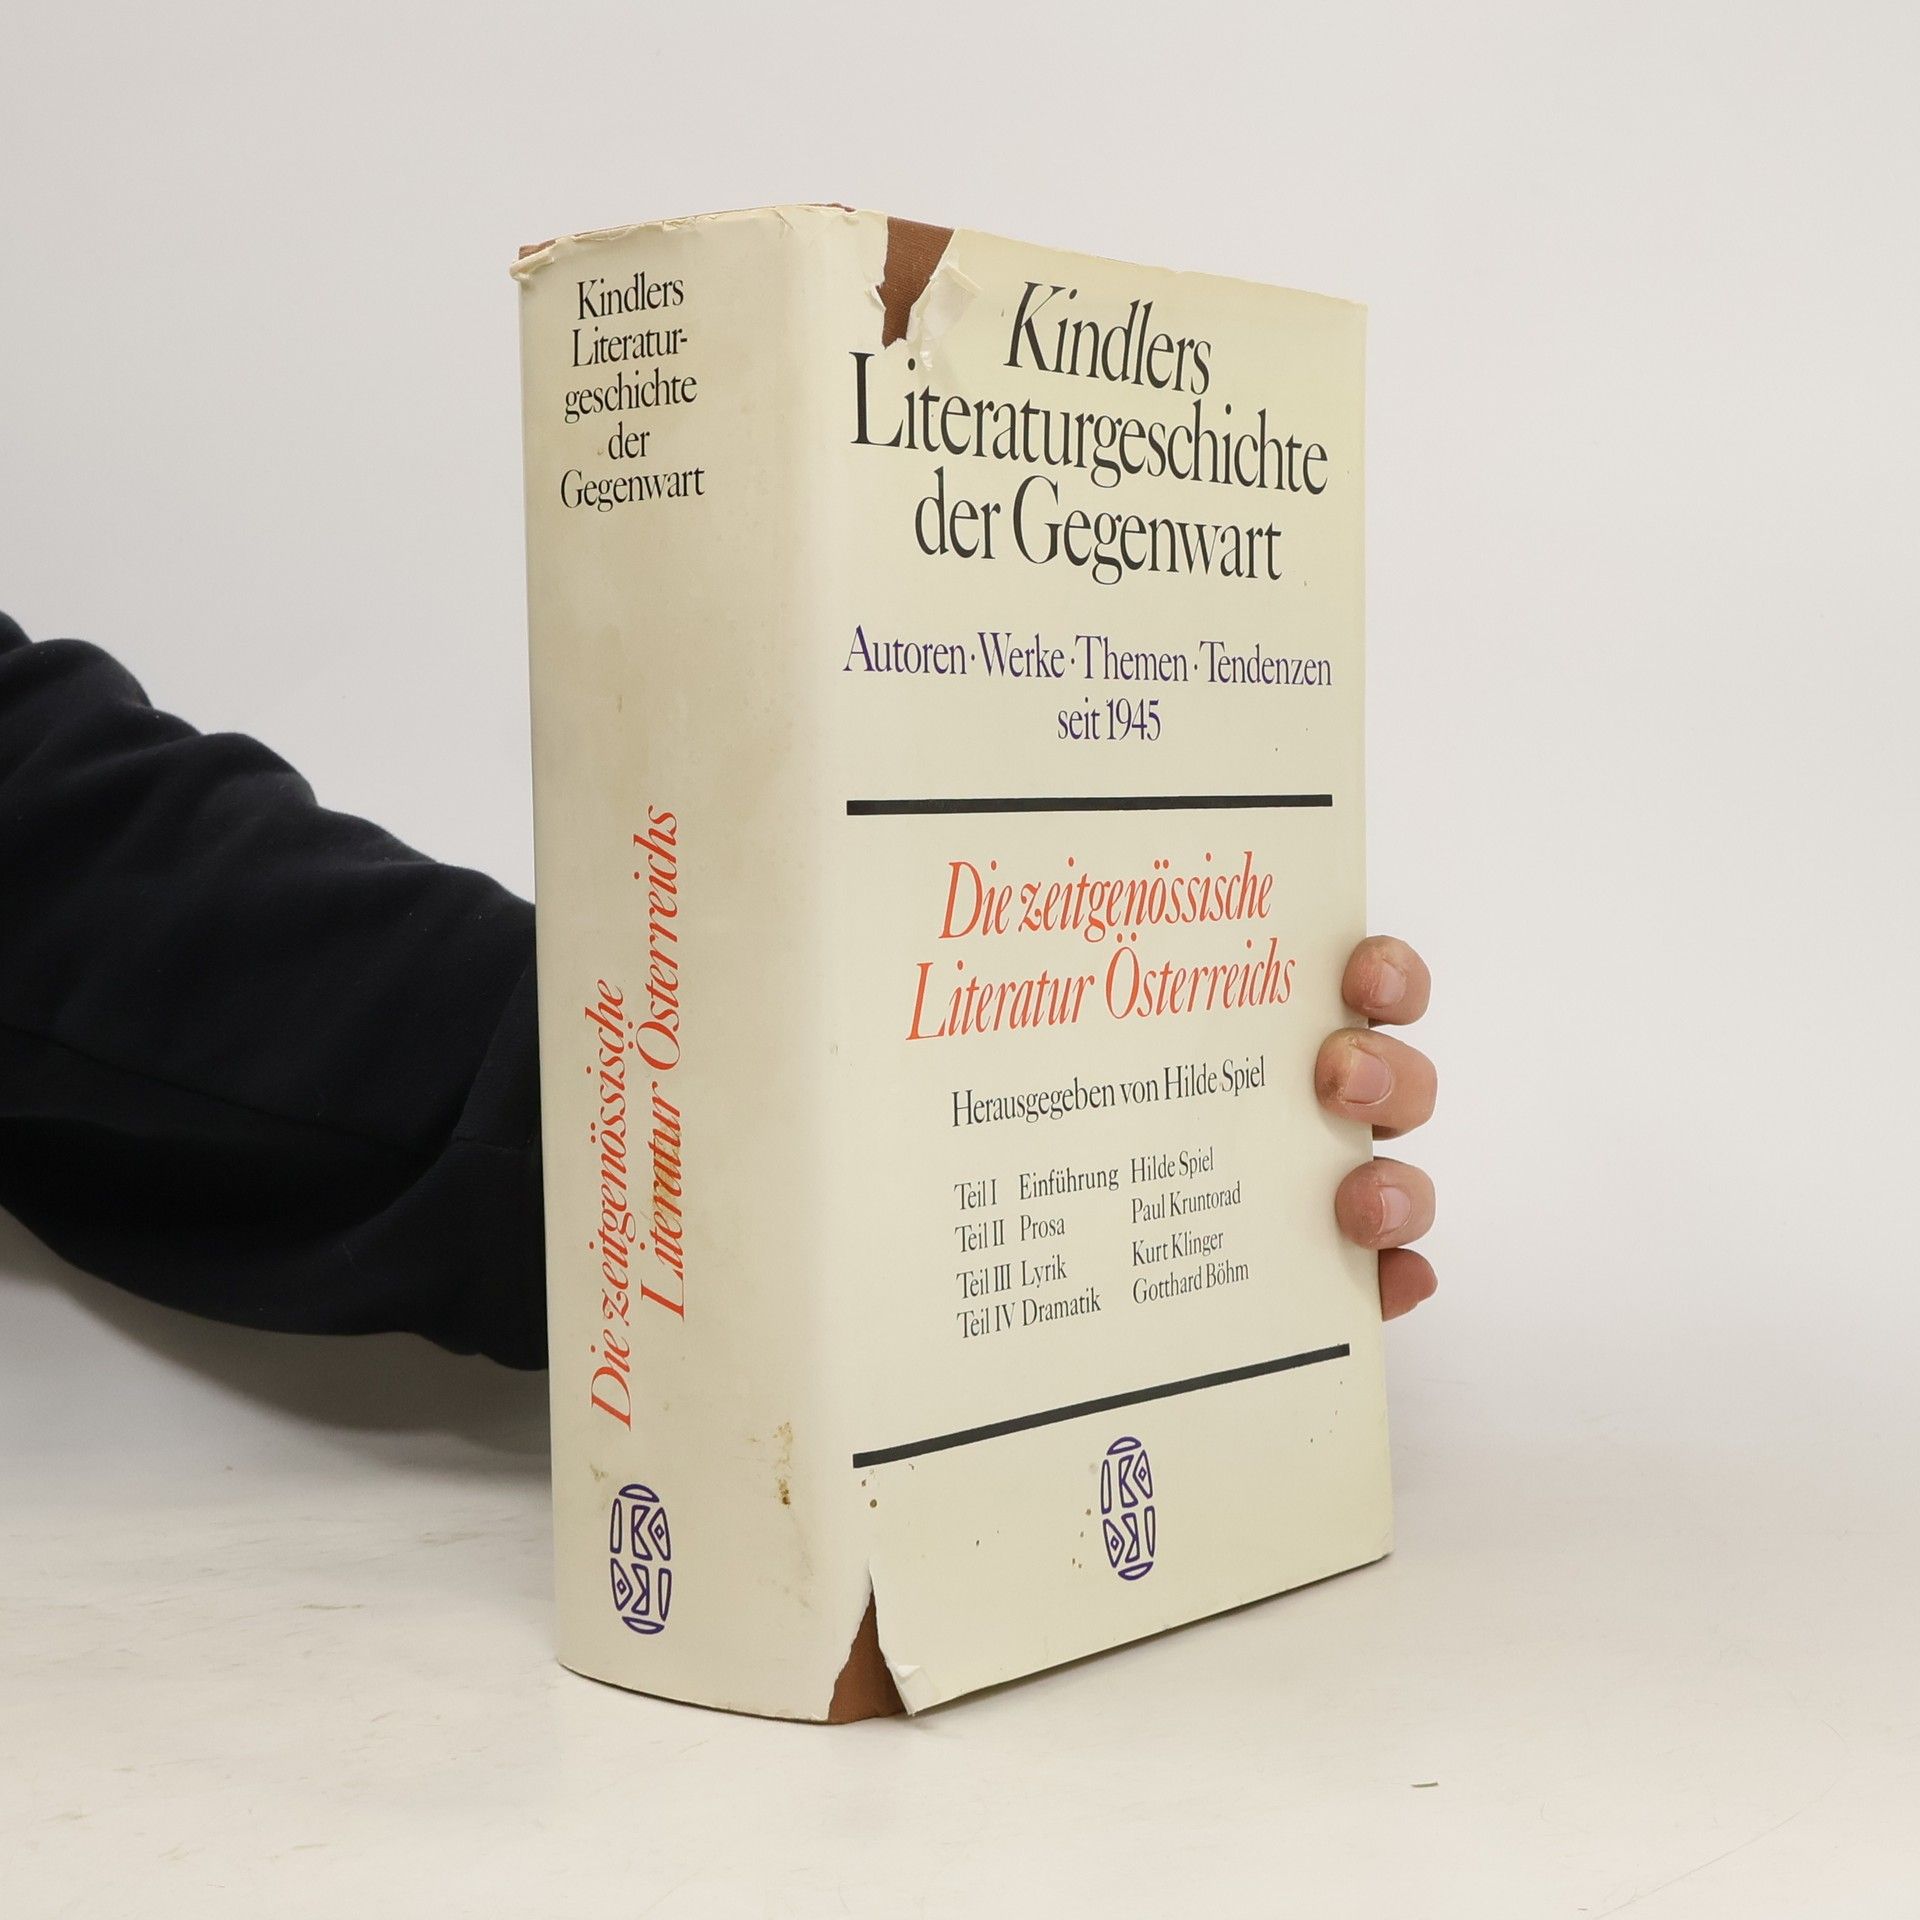 Kindlers
Literatur-
geschichte
der
Gegenwart
Die zeitgenössische
Literatur Österreichs
Kindlers
Literaturgeschichte
der Gegenwart
Autoren · Werke · Themen · Tendenzen
seit 1945
Die zeitgenössische
Literatur Österreichs
Herausgegeben von Hilde Spiel
Teil I Einführung Hilde Spiel
Teil II Prosa Paul Kruntorad
Teil III Lyrik Kurt Klinger
Teil IV Dramatik Gotthard Böhm